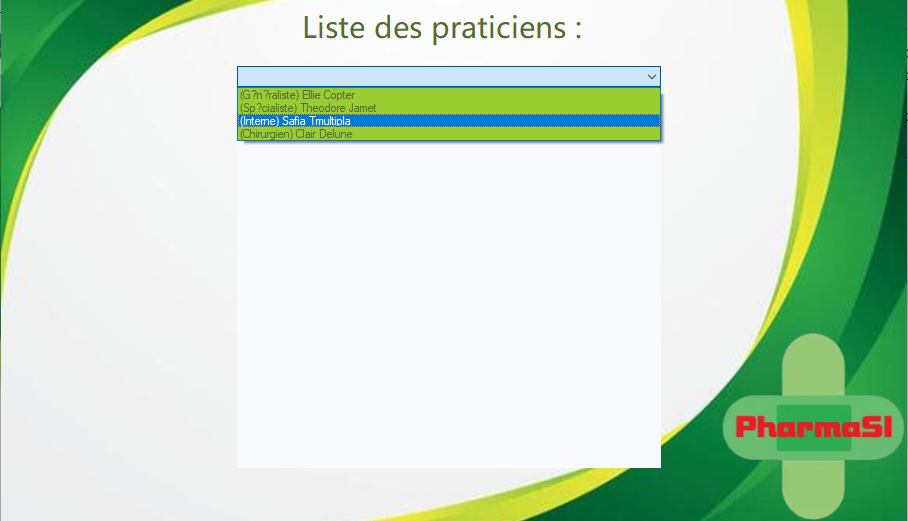 Liste des praticiens :
(G?n?raliste) Ellie Copter
(Sp?cialiste) Theodore Jamet
(Interne) Safia Tmultipla
(Chirurgien) Clair Delune
PharmaSI